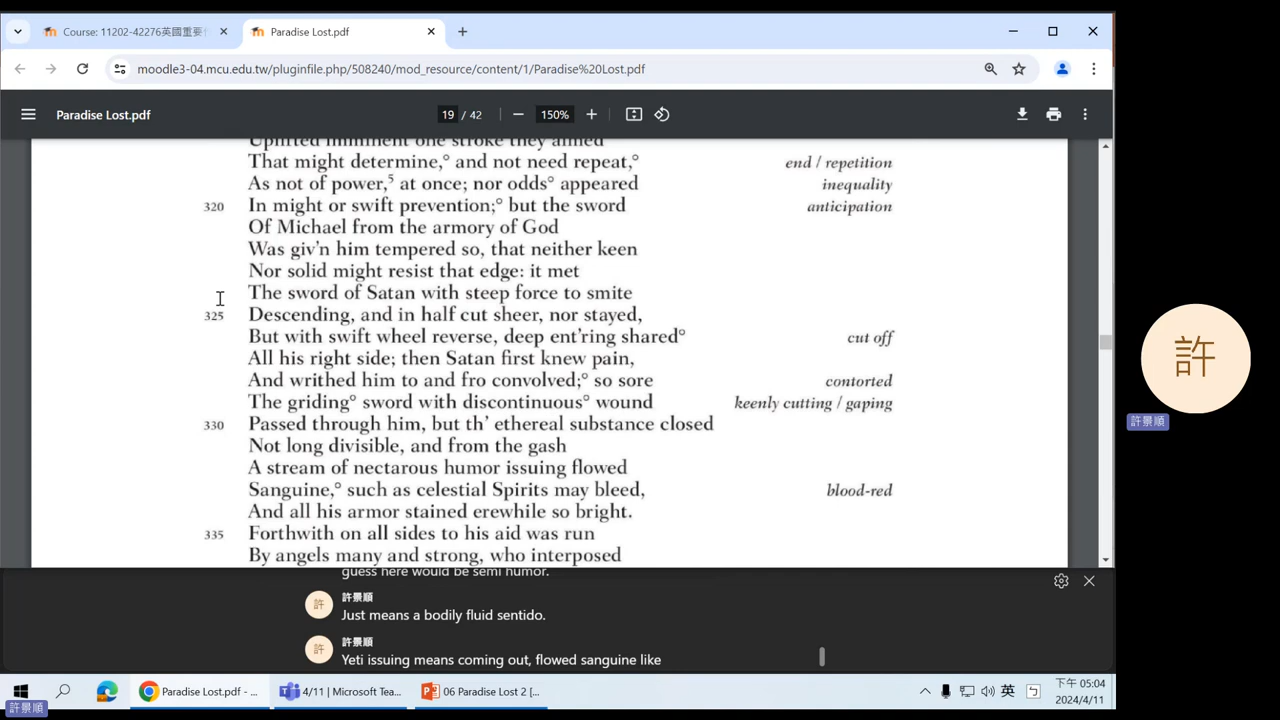 Course: 11202-42276英國重要
Paradise Lost.pdf
moodle3-04.mcu.edu.tw/pluginfile.php/508240/mod_resource/content/1/Paradise%20Lost.pdf
Paradise Lost.pdf
19 / 42
150%
Uplifted imminent one stroke they aimed
That might determine,° and not need repeat,° end / repetition
As not of power,⁵ at once; nor odds° appeared inequality
320 In might or swift prevention;° but the sword anticipation
Of Michael from the armory of God
Was giv'n him tempered so, that neither keen
Nor solid might resist that edge: it met
The sword of Satan with steep force to smite
325 Descending, and in half cut sheer, nor stayed,
But with swift wheel reverse, deep ent'ring shared° cut off
All his right side; then Satan first knew pain,
And writhed him to and fro convolved;° so sore contorted
The griding° sword with discontinuous° wound keenly cutting / gaping
330 Passed through him, but th' ethereal substance closed
Not long divisible, and from the gash
A stream of nectarous humor issuing flowed
Sanguine,° such as celestial Spirits may bleed, blood-red
And all his armor stained erewhile so bright.
335 Forthwith on all sides to his aid was run
By angels many and strong, who interposed
guess here would be semi humor.
許 許景順
Just means a bodily fluid sentido.
許 許景順
Yeti issuing means coming out, flowed sanguine like
許
許景順
Paradise Lost.pdf - ...
4/11 | Microsoft Tea...
06 Paradise Lost 2 [...
英
下午 05:04
2024/4/11
許景順